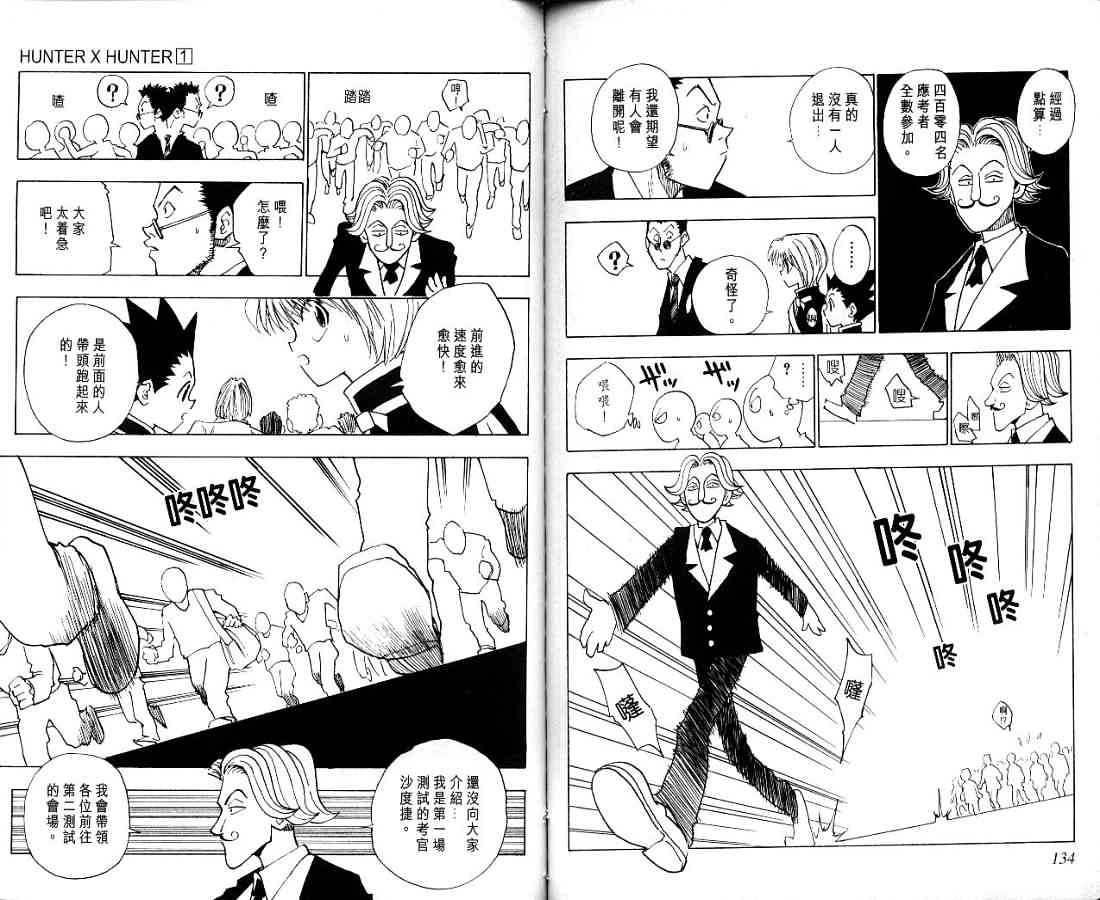 經過
點算…
四百零四名
應考者
全數參加。
真的
沒有一人
退出…
我還期望
有人會
離開呢！
……
奇怪了。
？
嗖
嗖
？…
喂
喂！
咚
咚
咚
咚
嚨
嚨
啊!?
134
HUNTER X HUNTER 1
哼！
踏踏
喳
？
？
喳
喂！
怎麼了？
大家
太着急
吧！
前進的
速度愈來
愈快！
是前面的人
帶頭跑起來
的！
咚咚咚
還沒向大家
介紹…
我是第一場
測試的考官
沙度捷。
我會帶領
各位前往
第二測試
的會場。